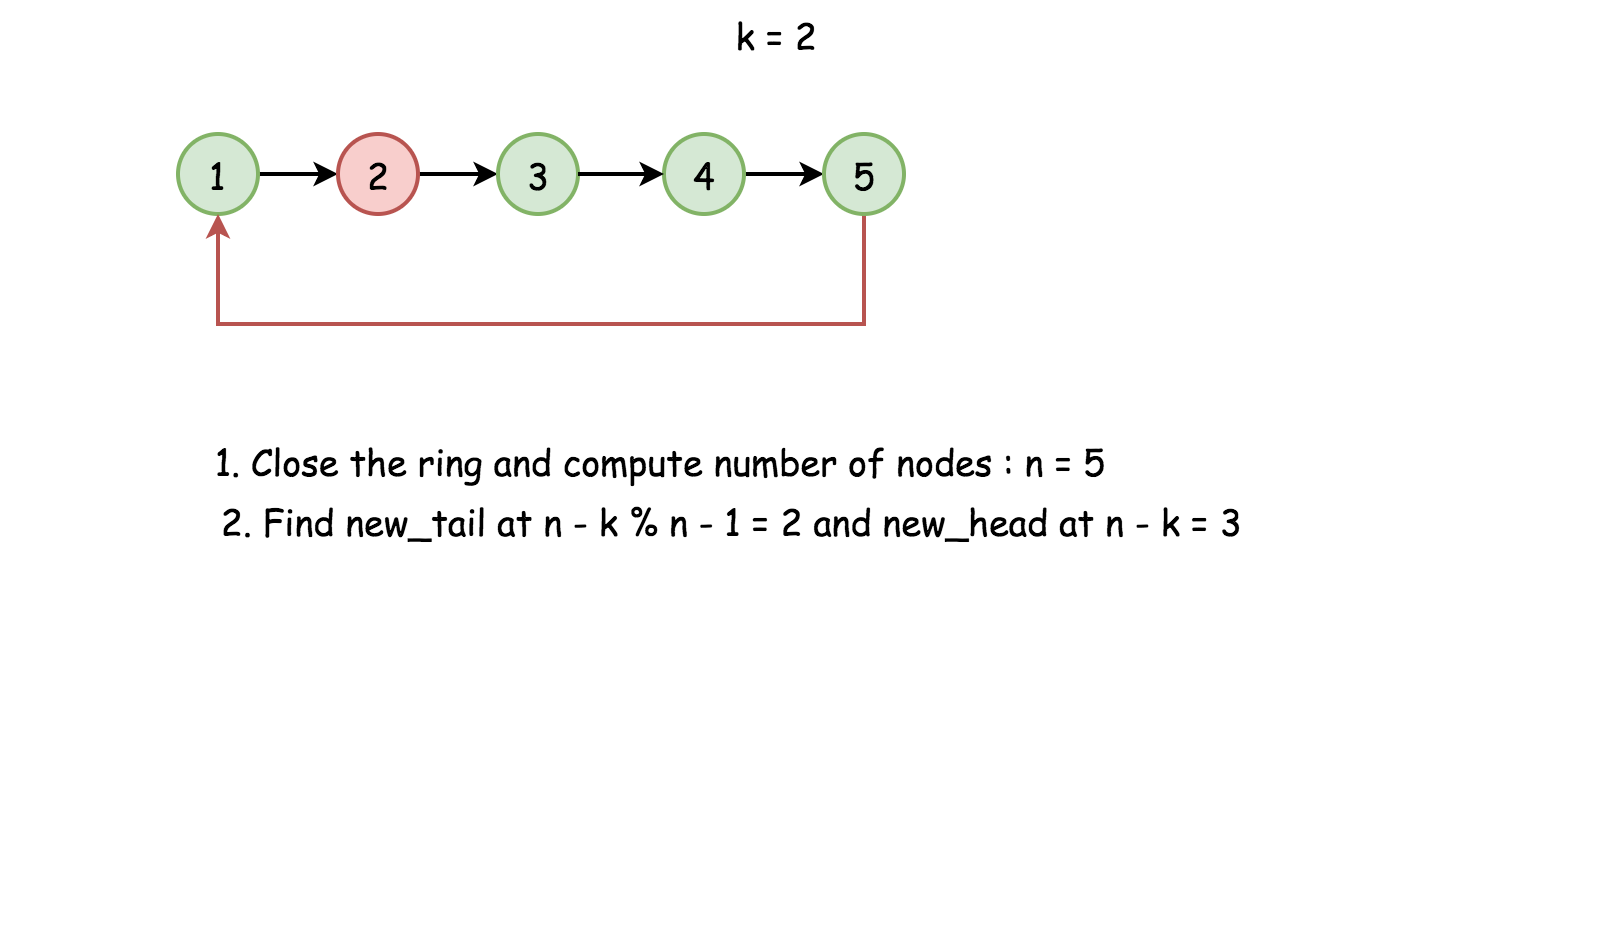 k = 2
1 2 3 4 5
1. Close the ring and compute number of nodes : n = 5
2. Find new_tail at n - k % n - 1 = 2 and new_head at n - k = 3